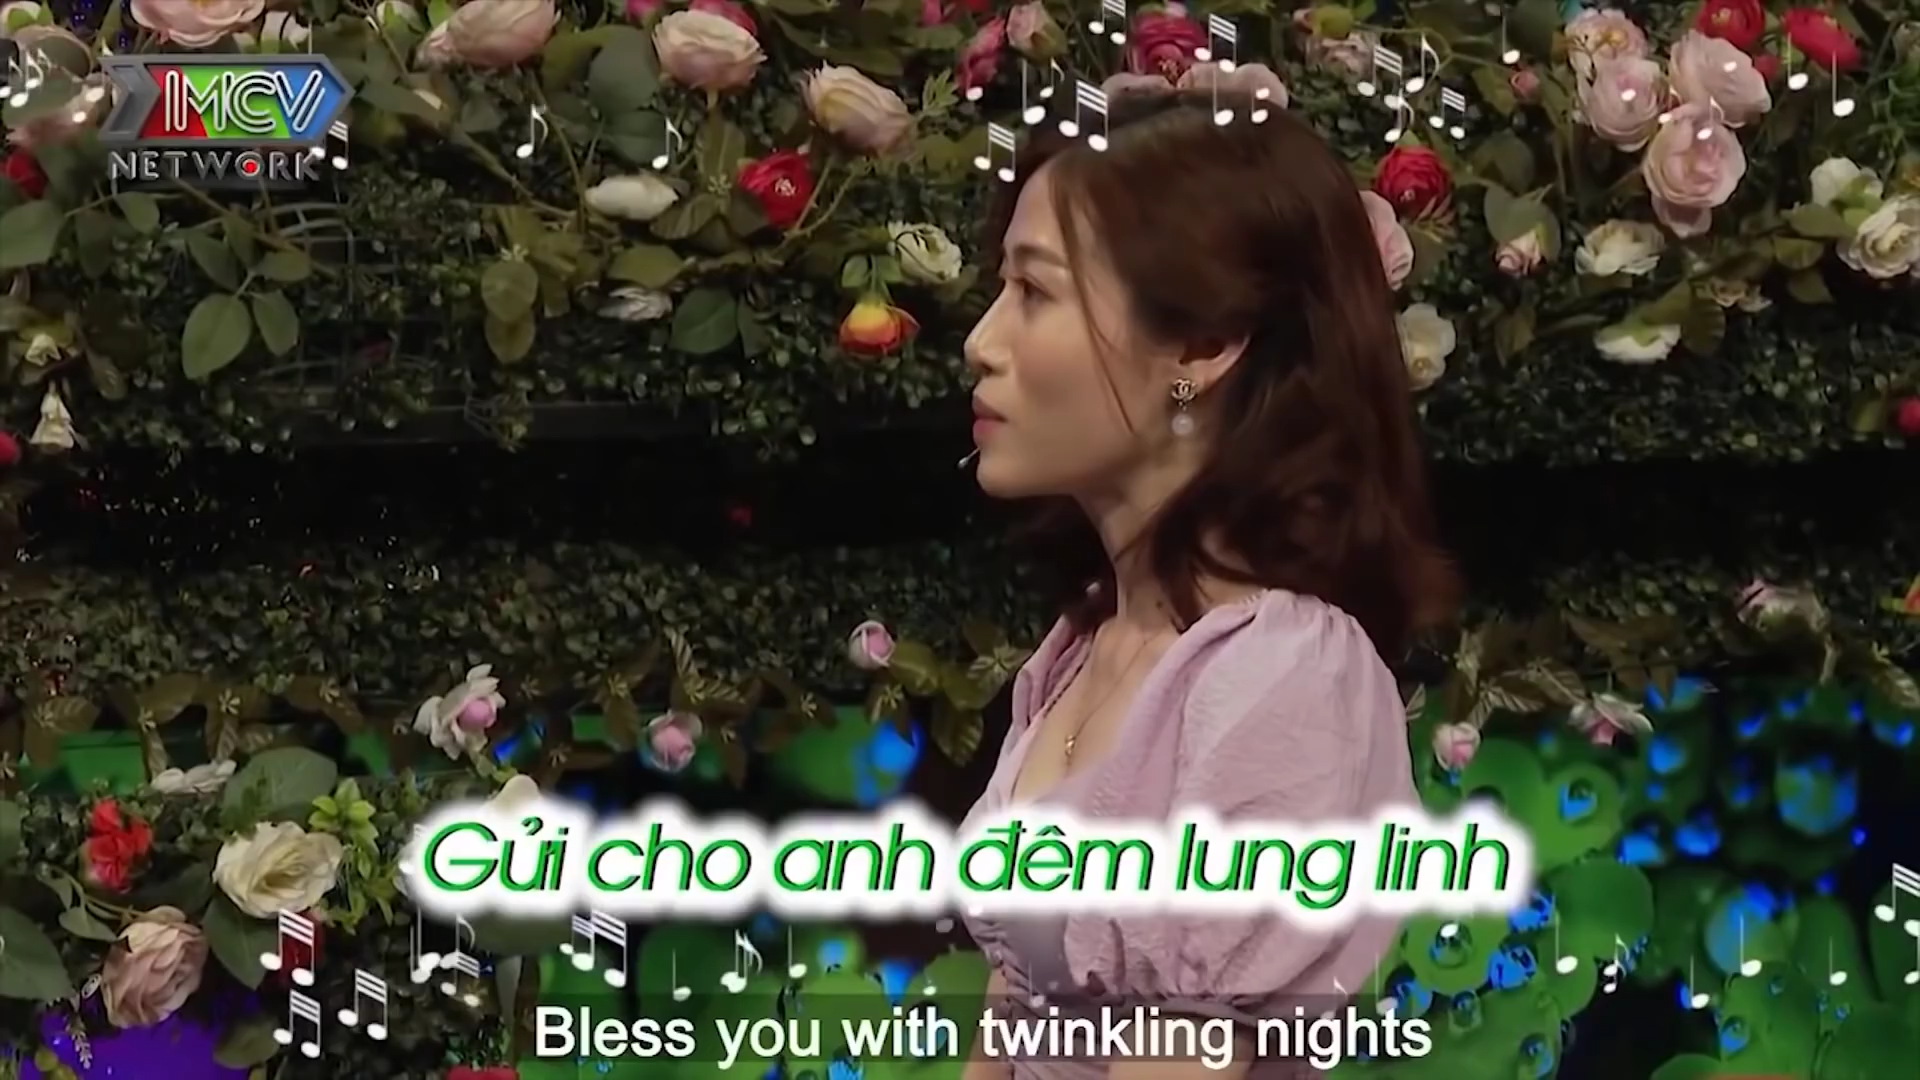 MCV
NETWORK
Gửi cho anh đêm lung linh
Bless you with twinkling nights